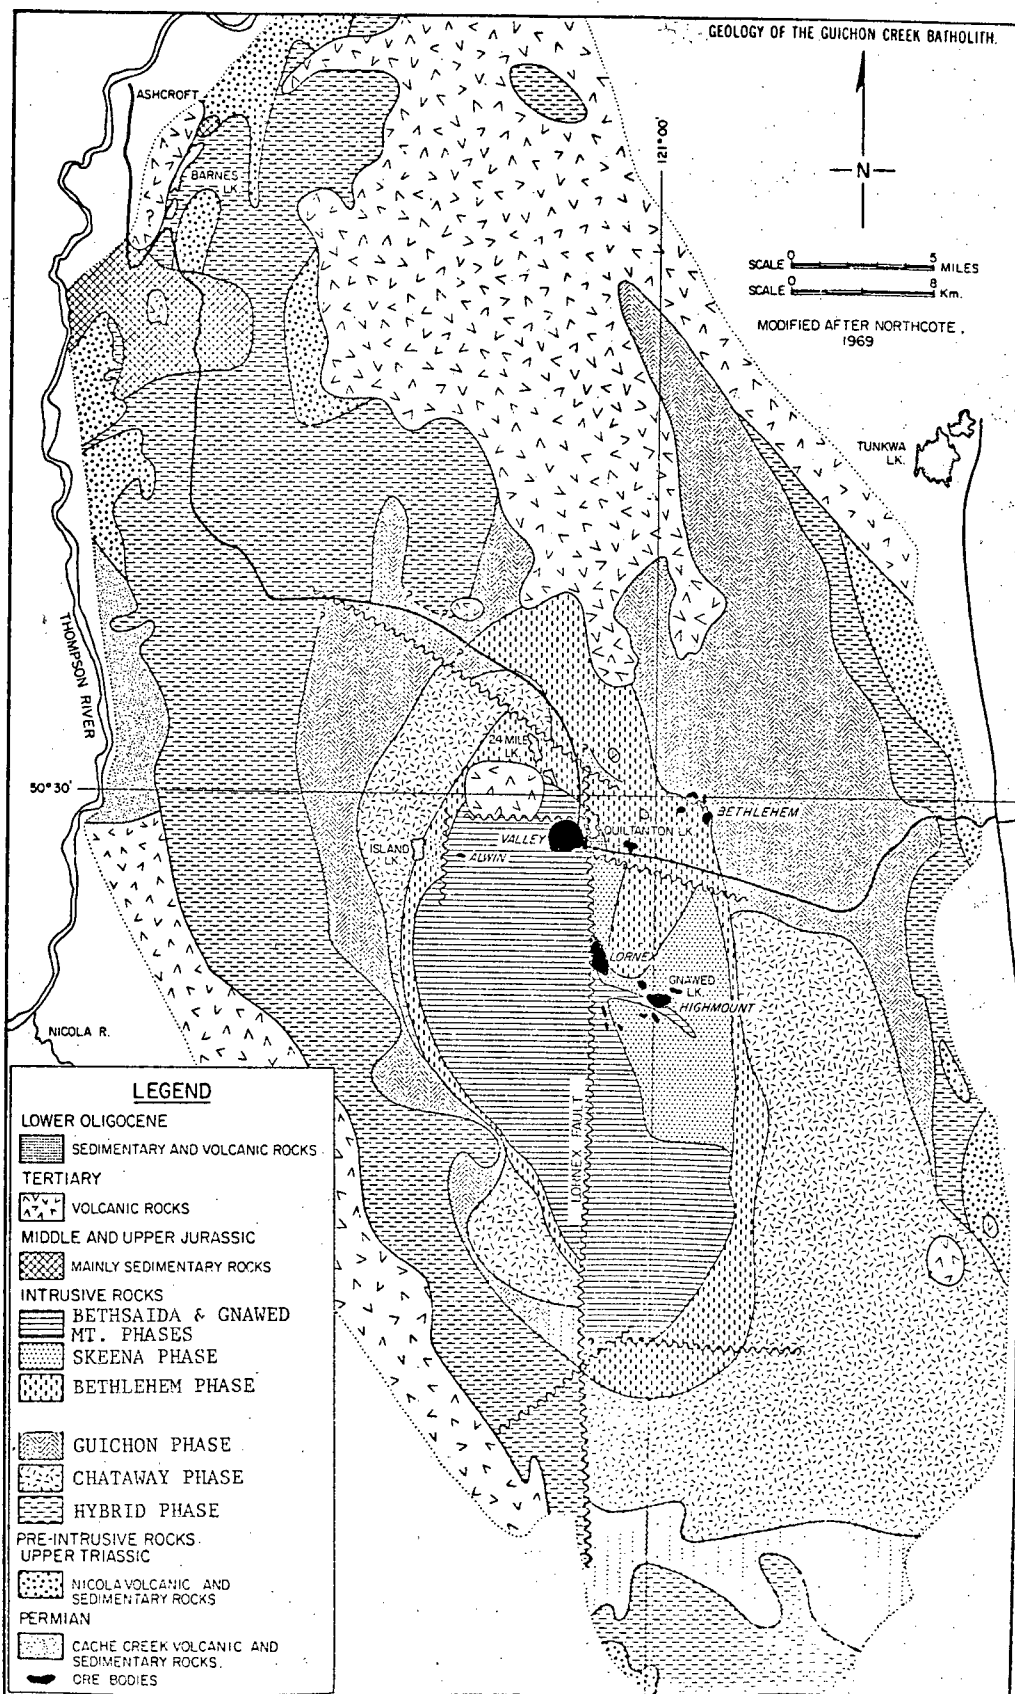 GEOLOGY OF THE GUICHON CREEK BATHOLITH.
ASHCROFT
121°00'
N
BARNES
LK.
?
SCALE 0 5 MILES
SCALE 0 8 Km.
MODIFIED AFTER NORTHCOTE,
1969
TUNKWA
LK.
THOMPSON RIVER
24 MILE
LK.
50°30'
BETHLEHEM
VALLEY
QUILTANTON LK.
ISLAND
LK.
ALWIN
LORNEX
GNAWED
LK.
HIGHMOUNT
NICOLA R.
LORNEX FAULT
LEGEND
LOWER OLIGOCENE
SEDIMENTARY AND VOLCANIC ROCKS
TERTIARY
VOLCANIC ROCKS
MIDDLE AND UPPER JURASSIC
MAINLY SEDIMENTARY ROCKS
INTRUSIVE ROCKS
BETHSAIDA & GNAWED
MT. PHASES
SKEENA PHASE
BETHLEHEM PHASE
GUICHON PHASE
CHATAWAY PHASE
HYBRID PHASE
PRE-INTRUSIVE ROCKS
UPPER TRIASSIC
NICOLA VOLCANIC AND
SEDIMENTARY ROCKS
PERMIAN
CACHE CREEK VOLCANIC AND
SEDIMENTARY ROCKS.
ORE BODIES